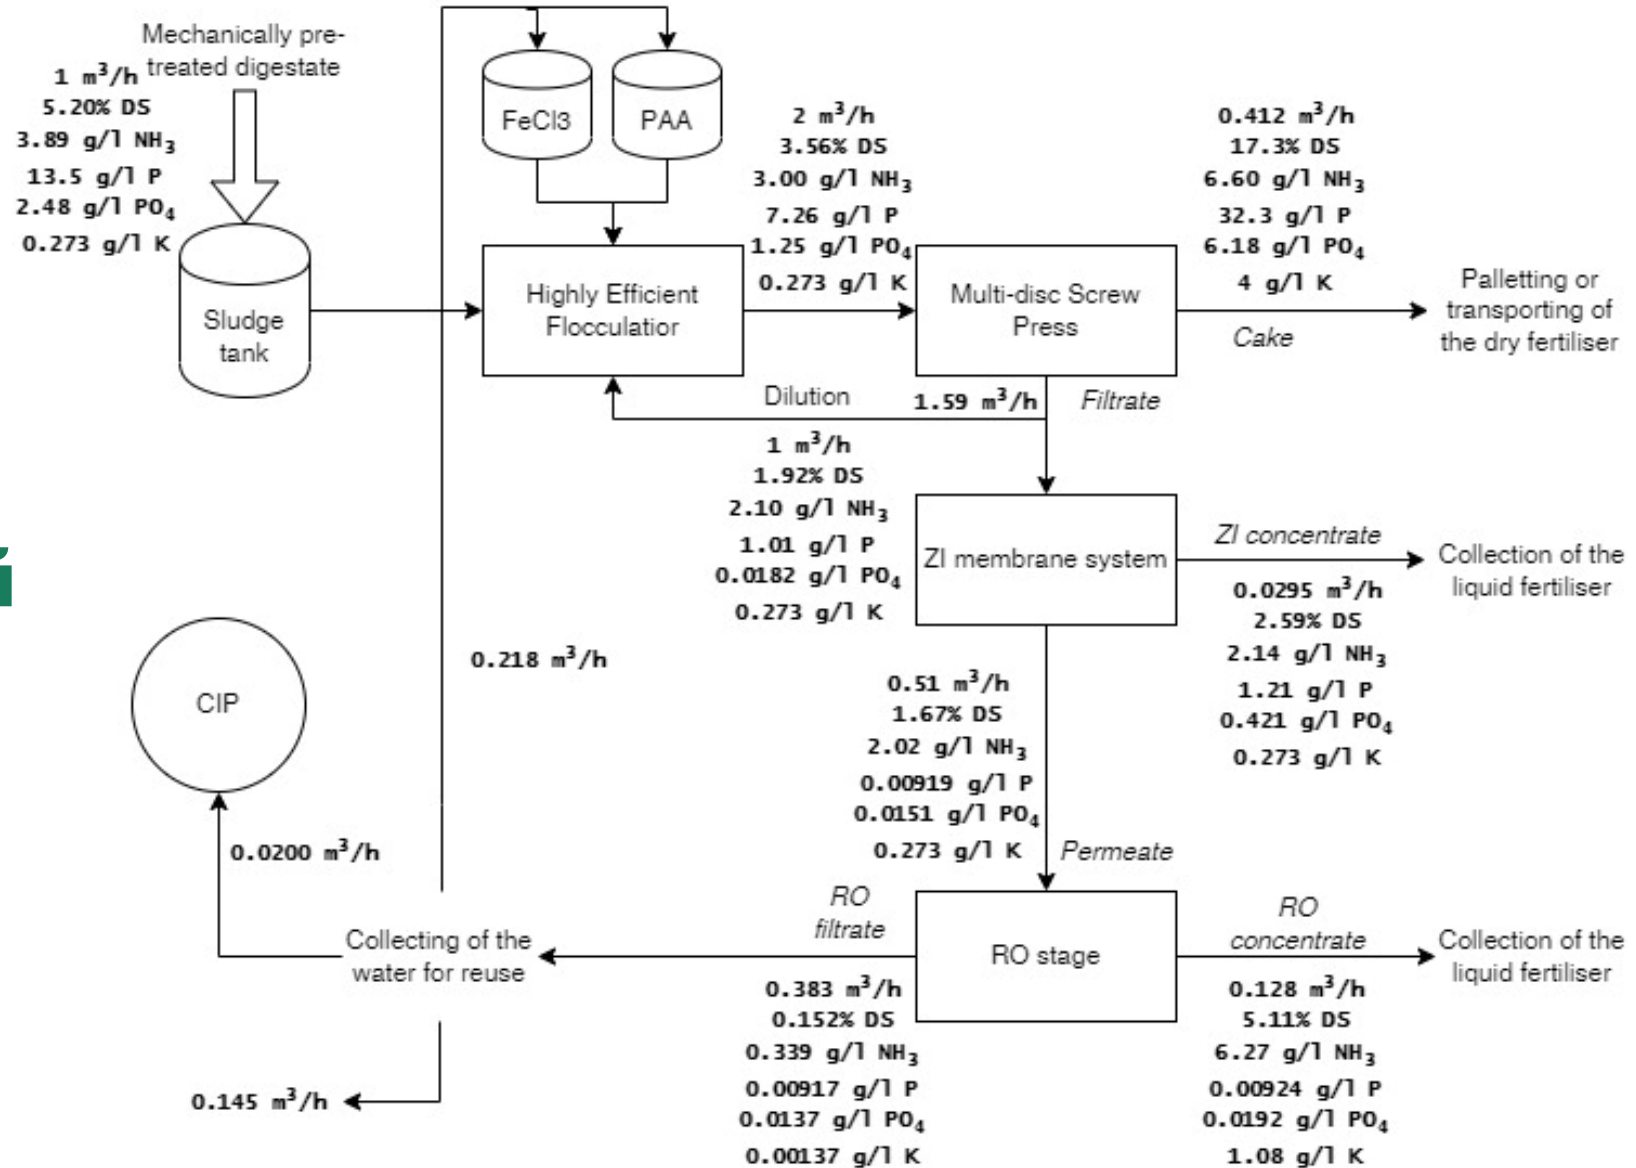 Mechanically pre-
treated digestate
1 m³/h
5.20% DS
3.89 g/l NH₃
13.5 g/l P
2.48 g/l PO₄
0.273 g/l K
Sludge
tank
FeCl3
PAA
Highly Efficient
Flocculatior
2 m³/h
3.56% DS
3.00 g/l NH₃
7.26 g/l P
1.25 g/l PO₄
0.273 g/l K
Multi-disc Screw
Press
0.412 m³/h
17.3% DS
6.60 g/l NH₃
32.3 g/l P
6.18 g/l PO₄
4 g/l K
Cake
Palletting or
transporting of
the dry fertiliser
Dilution
1.59 m³/h
Filtrate
1 m³/h
1.92% DS
2.10 g/l NH₃
1.01 g/l P
0.0182 g/l PO₄
0.273 g/l K
ZI membrane system
ZI concentrate
Collection of the
liquid fertiliser
0.0295 m³/h
2.59% DS
2.14 g/l NH₃
1.21 g/l P
0.421 g/l PO₄
0.273 g/l K
0.218 m³/h
CIP
0.51 m³/h
1.67% DS
2.02 g/l NH₃
0.00919 g/l P
0.0151 g/l PO₄
0.273 g/l K
Permeate
0.0200 m³/h
Collecting of the
water for reuse
RO
filtrate
RO stage
RO
concentrate
Collection of the
liquid fertiliser
0.383 m³/h
0.152% DS
0.339 g/l NH₃
0.00917 g/l P
0.0137 g/l PO₄
0.00137 g/l K
0.128 m³/h
5.11% DS
6.27 g/l NH₃
0.00924 g/l P
0.0192 g/l PO₄
1.08 g/l K
0.145 m³/h